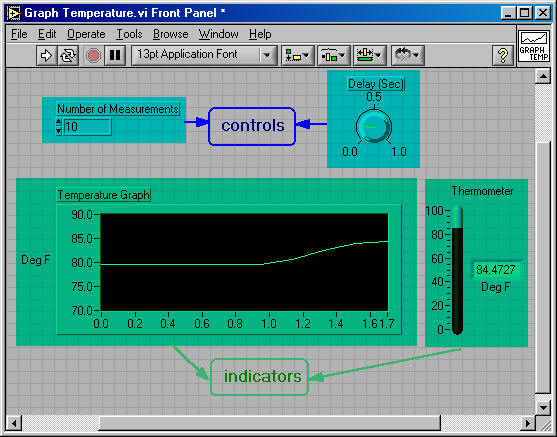 Graph Temperature.vi Front Panel *
File Edit Operate Tools Browse Window Help
13pt Application Font
?
GRAPH
TEMP
Number of Measurements
10
controls
Delay (Sec)
0.5
0.0 1.0
Temperature Graph
90.0
85.0
80.0
75.0
70.0
Deg F
0.0 0.2 0.4 0.6 0.8 1.0 1.2 1.4 1.6 1.7
Thermometer
100
80
60
40
20
0
84.4727
Deg F
indicators